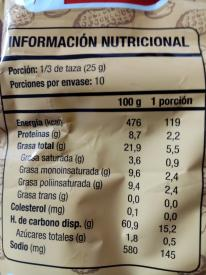 INFORMACIÓN NUTRICIONAL
Porción: 1/3 de taza (25 g)
Porciones por envase: 10
100 g 1 porción
Energía (kcal) 476 119
Proteínas (g) 8,7 2,2
Grasa total (g) 21,9 5,5
Grasa saturada (g) 3,6 0,9
Grasa monoinsaturada (g) 9,6 2,4
Grasa poliinsaturada (g) 9,4 2,4
Grasa trans (g) 0,0 0,0
Colesterol (mg) 0,1 0,0
H. de carbono disp. (g) 60,9 15,2
Azúcares totales (g) 1,8 0,5
Sodio (mg) 580 145